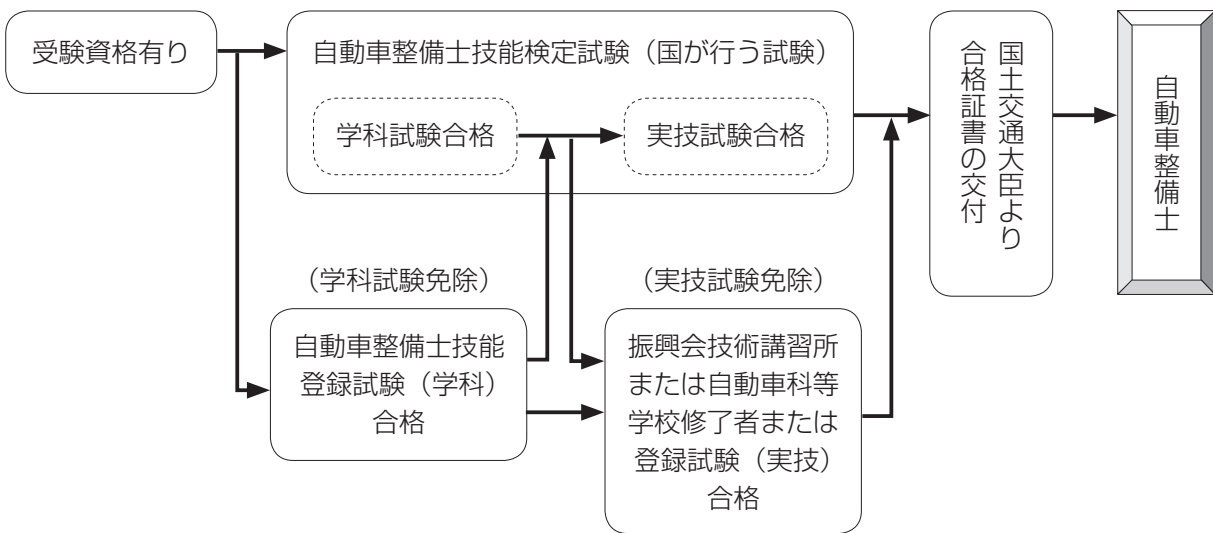 受験資格有り
自動車整備士技能検定試験（国が行う試験）
学科試験合格
実技試験合格
国土交通大臣より
合格証書の交付
自動車整備士
（学科試験免除）
（実技試験免除）
自動車整備士技能
登録試験（学科）
合格
振興会技術講習所
または自動車科等
学校修了者または
登録試験（実技）
合格